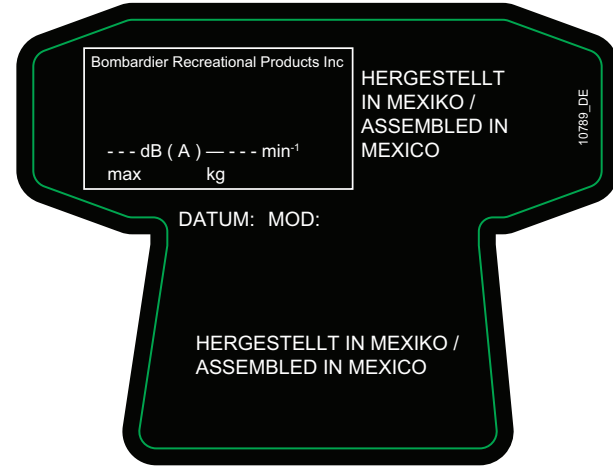 Bombardier Recreational Products Inc
- - - dB ( A ) — - - - min⁻¹
max kg
HERGESTELLT
IN MEXIKO /
ASSEMBLED IN
MEXICO
10789_DE
DATUM: MOD:
HERGESTELLT IN MEXIKO /
ASSEMBLED IN MEXICO